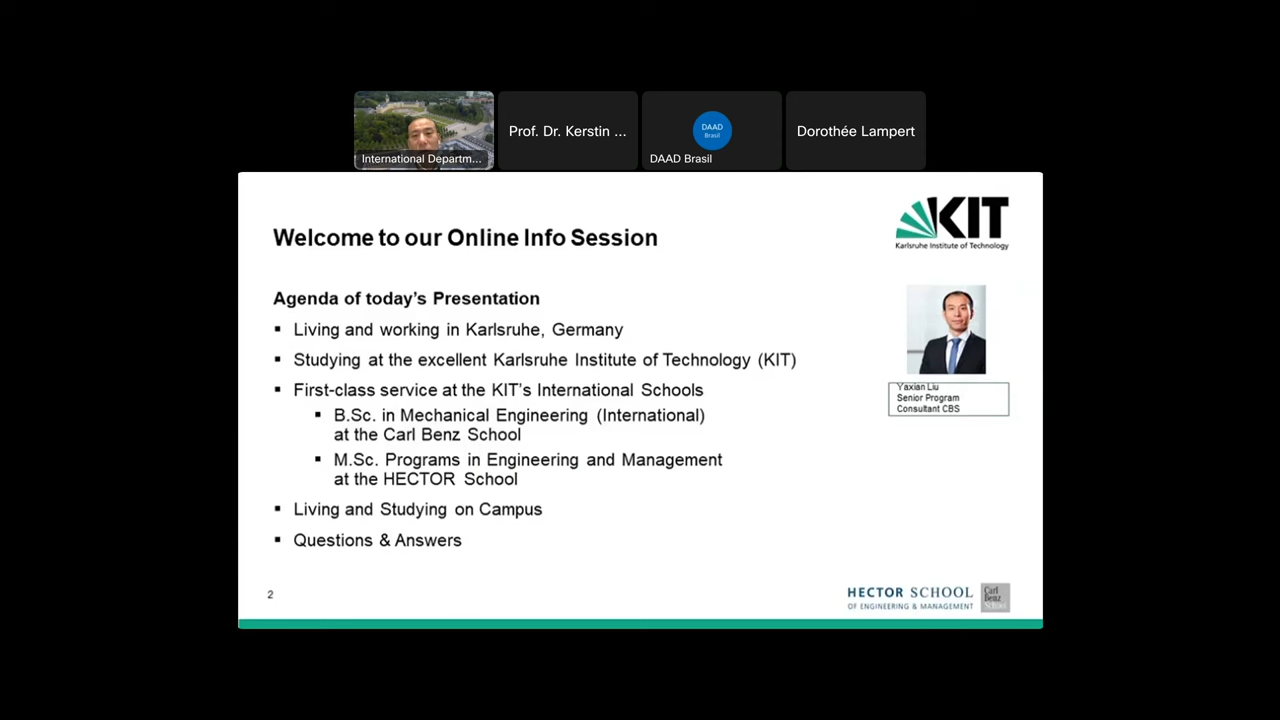 International Departm...
Prof. Dr. Kerstin ...
DAAD
Brasil
DAAD Brasil
Dorothée Lampert
Welcome to our Online Info Session
KIT
Karlsruhe Institute of Technology
Agenda of today's Presentation
Living and working in Karlsruhe, Germany
Studying at the excellent Karlsruhe Institute of Technology (KIT)
First-class service at the KIT's International Schools
B.Sc. in Mechanical Engineering (International)
at the Carl Benz School
M.Sc. Programs in Engineering and Management
at the HECTOR School
Living and Studying on Campus
Questions & Answers
Yaxian Liu
Senior Program
Consultant CBS
2
HECTOR SCHOOL
OF ENGINEERING & MANAGEMENT
Carl
Benz
School